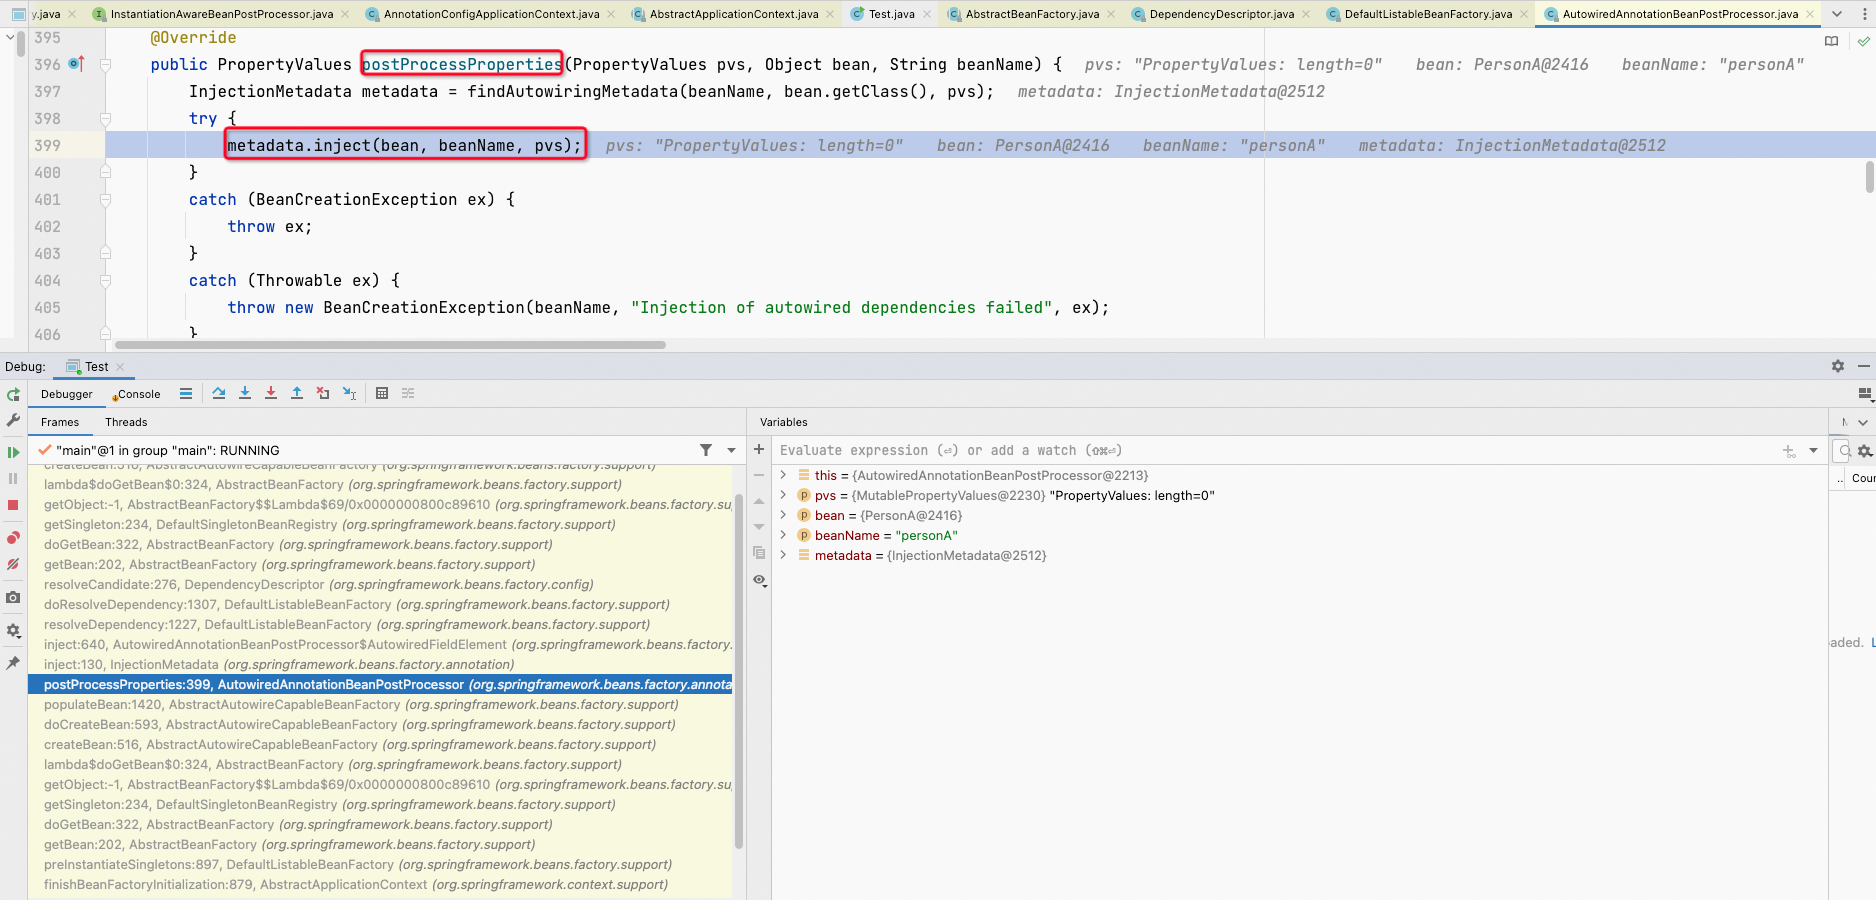 y.java InstantiationAwareBeanPostProcessor.java AnnotationConfigApplicationContext.java AbstractApplicationContext.java Test.java AbstractBeanFactory.java DependencyDescriptor.java DefaultListableBeanFactory.java AutowiredAnnotationBeanPostProcessor.java
395 @Override
396 public PropertyValues postProcessProperties(PropertyValues pvs, Object bean, String beanName) { pvs: "PropertyValues: length=0" bean: PersonA@2416 beanName: "personA"
397 InjectionMetadata metadata = findAutowiringMetadata(beanName, bean.getClass(), pvs); metadata: InjectionMetadata@2512
398 try {
399 metadata.inject(bean, beanName, pvs); pvs: "PropertyValues: length=0" bean: PersonA@2416 beanName: "personA" metadata: InjectionMetadata@2512
400 }
401 catch (BeanCreationException ex) {
402 throw ex;
403 }
404 catch (Throwable ex) {
405 throw new BeanCreationException(beanName, "Injection of autowired dependencies failed", ex);
406 }
Debug: Test
Debugger Console
Frames Threads
"main"@1 in group "main": RUNNING
createBean:516, AbstractAutowireCapableBeanFactory (org.springframework.beans.factory.support)
lambda$doGetBean$0:324, AbstractBeanFactory (org.springframework.beans.factory.support)
getObject:-1, AbstractBeanFactory$$Lambda$69/0x0000000800c89610 (org.springframework.beans.factory.su
getSingleton:234, DefaultSingletonBeanRegistry (org.springframework.beans.factory.support)
doGetBean:322, AbstractBeanFactory (org.springframework.beans.factory.support)
getBean:202, AbstractBeanFactory (org.springframework.beans.factory.support)
resolveCandidate:276, DependencyDescriptor (org.springframework.beans.factory.config)
doResolveDependency:1307, DefaultListableBeanFactory (org.springframework.beans.factory.support)
resolveDependency:1227, DefaultListableBeanFactory (org.springframework.beans.factory.support)
inject:640, AutowiredAnnotationBeanPostProcessor$AutowiredFieldElement (org.springframework.beans.factory.
inject:130, InjectionMetadata (org.springframework.beans.factory.annotation)
postProcessProperties:399, AutowiredAnnotationBeanPostProcessor (org.springframework.beans.factory.annota
populateBean:1420, AbstractAutowireCapableBeanFactory (org.springframework.beans.factory.support)
doCreateBean:593, AbstractAutowireCapableBeanFactory (org.springframework.beans.factory.support)
createBean:516, AbstractAutowireCapableBeanFactory (org.springframework.beans.factory.support)
lambda$doGetBean$0:324, AbstractBeanFactory (org.springframework.beans.factory.support)
getObject:-1, AbstractBeanFactory$$Lambda$69/0x0000000800c89610 (org.springframework.beans.factory.su
getSingleton:234, DefaultSingletonBeanRegistry (org.springframework.beans.factory.support)
doGetBean:322, AbstractBeanFactory (org.springframework.beans.factory.support)
getBean:202, AbstractBeanFactory (org.springframework.beans.factory.support)
preInstantiateSingletons:897, DefaultListableBeanFactory (org.springframework.beans.factory.support)
finishBeanFactoryInitialization:879, AbstractApplicationContext (org.springframework.context.support)
Variables
Evaluate expression (⏎) or add a watch (⇧⌘⏎)
this = {AutowiredAnnotationBeanPostProcessor@2213}
pvs = {MutablePropertyValues@2230} "PropertyValues: length=0"
bean = {PersonA@2416}
beanName = "personA"
metadata = {InjectionMetadata@2512}
.. Cour
aded. L